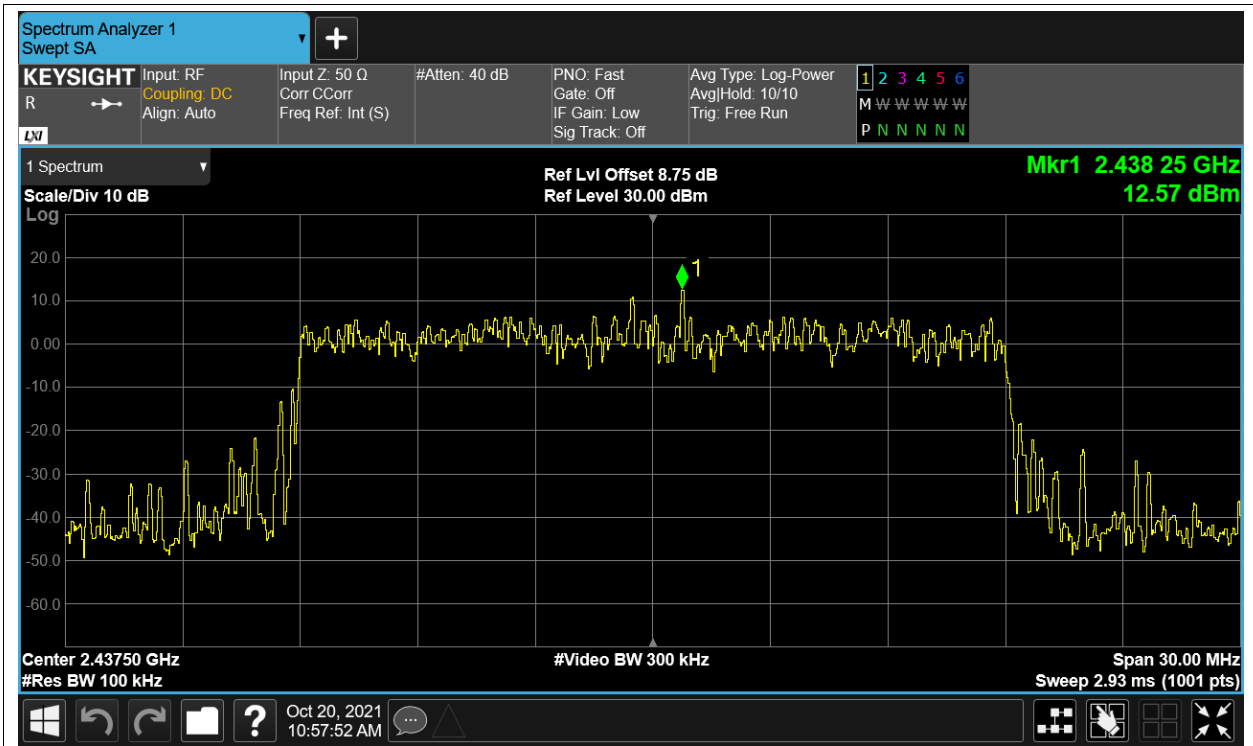 Spectrum Analyzer 1
Swept SA
KEYSIGHT
R
LXI
Input: RF
Coupling: DC
Align: Auto
Input Z: 50 Ω
Corr CCorr
Freq Ref: Int (S)
#Atten: 40 dB
PNO: Fast
Gate: Off
IF Gain: Low
Sig Track: Off
Avg Type: Log-Power
Avg|Hold: 10/10
Trig: Free Run
1 2 3 4 5 6
M W W W W W
P N N N N N
1 Spectrum
Scale/Div 10 dB
Log
Ref Lvl Offset 8.75 dB
Ref Level 30.00 dBm
Mkr1 2.438 25 GHz
12.57 dBm
1
20.0
10.0
0.00
-10.0
-20.0
-30.0
-40.0
-50.0
-60.0
Center 2.43750 GHz
#Res BW 100 kHz
#Video BW 300 kHz
Span 30.00 MHz
Sweep 2.93 ms (1001 pts)
?
Oct 20, 2021
10:57:52 AM